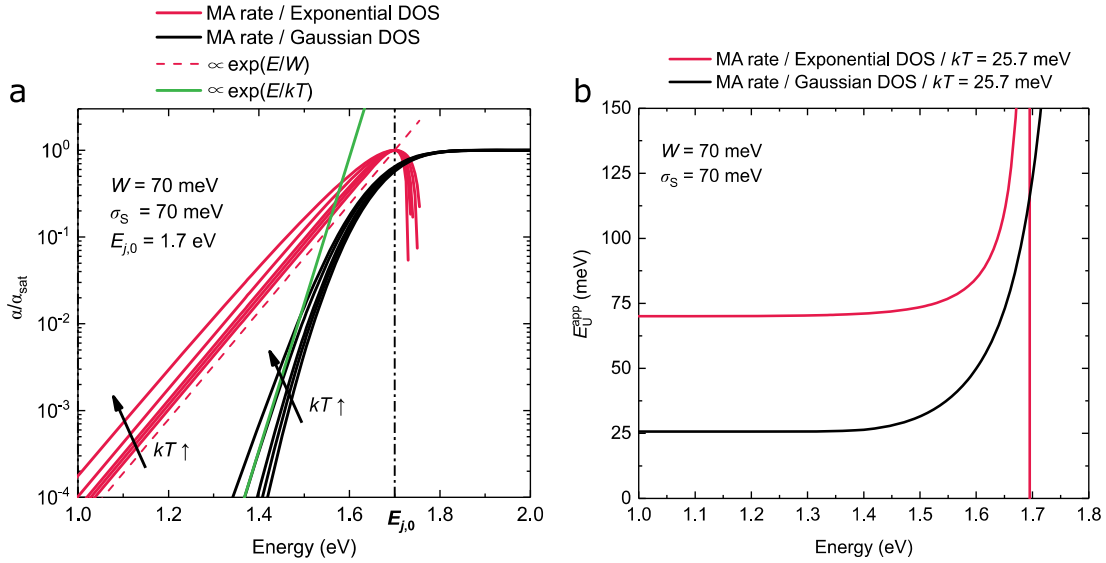 MA rate / Exponential DOS
MA rate / Gaussian DOS
∝ exp(E/W)
∝ exp(E/kT)
a
α/α_sat
10^0
10^-1
10^-2
10^-3
10^-4
W = 70 meV
σ_S = 70 meV
E_j,0 = 1.7 eV
kT ↑
kT ↑
1.0 1.2 1.4 1.6 E_j,0 1.8 2.0
Energy (eV)
MA rate / Exponential DOS / kT = 25.7 meV
MA rate / Gaussian DOS / kT = 25.7 meV
b
E_U^app (meV)
150
125
100
75
50
25
0
W = 70 meV
σ_S = 70 meV
1.0 1.1 1.2 1.3 1.4 1.5 1.6 1.7 1.8
Energy (eV)